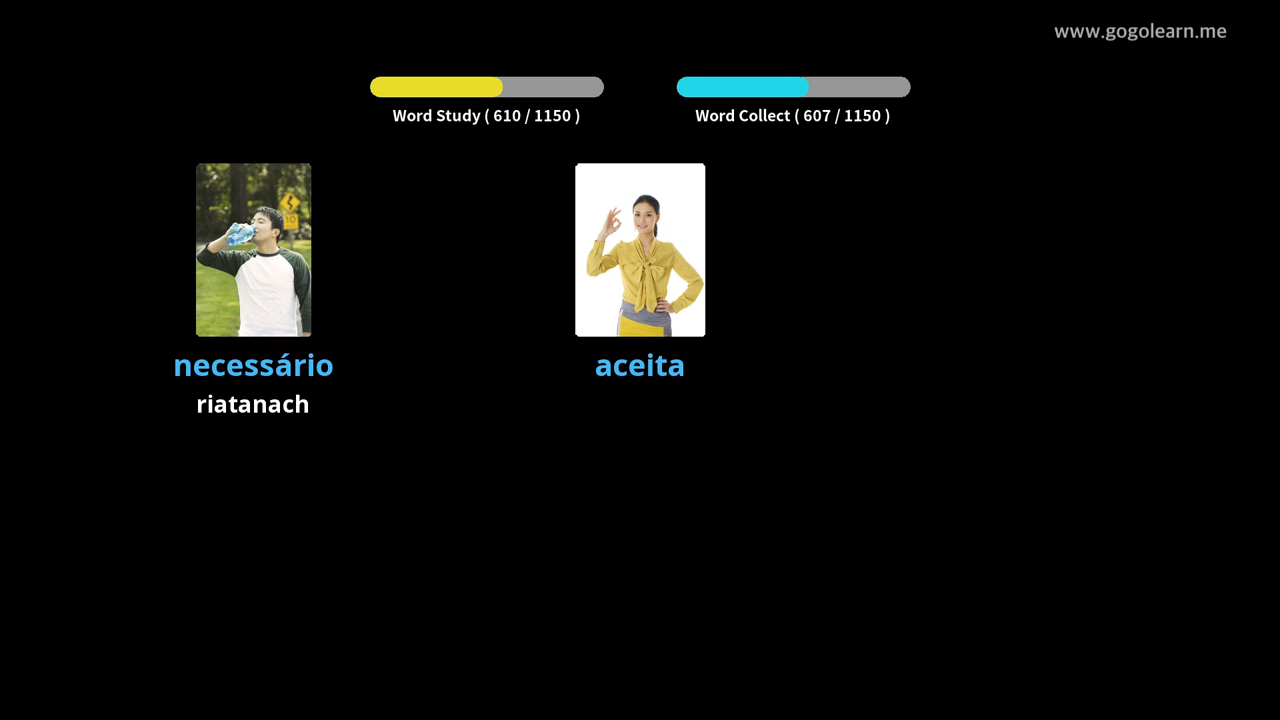 www.gogolearn.me
Word Study ( 610 / 1150 )
Word Collect ( 607 / 1150 )
necessário
riatanach
aceita